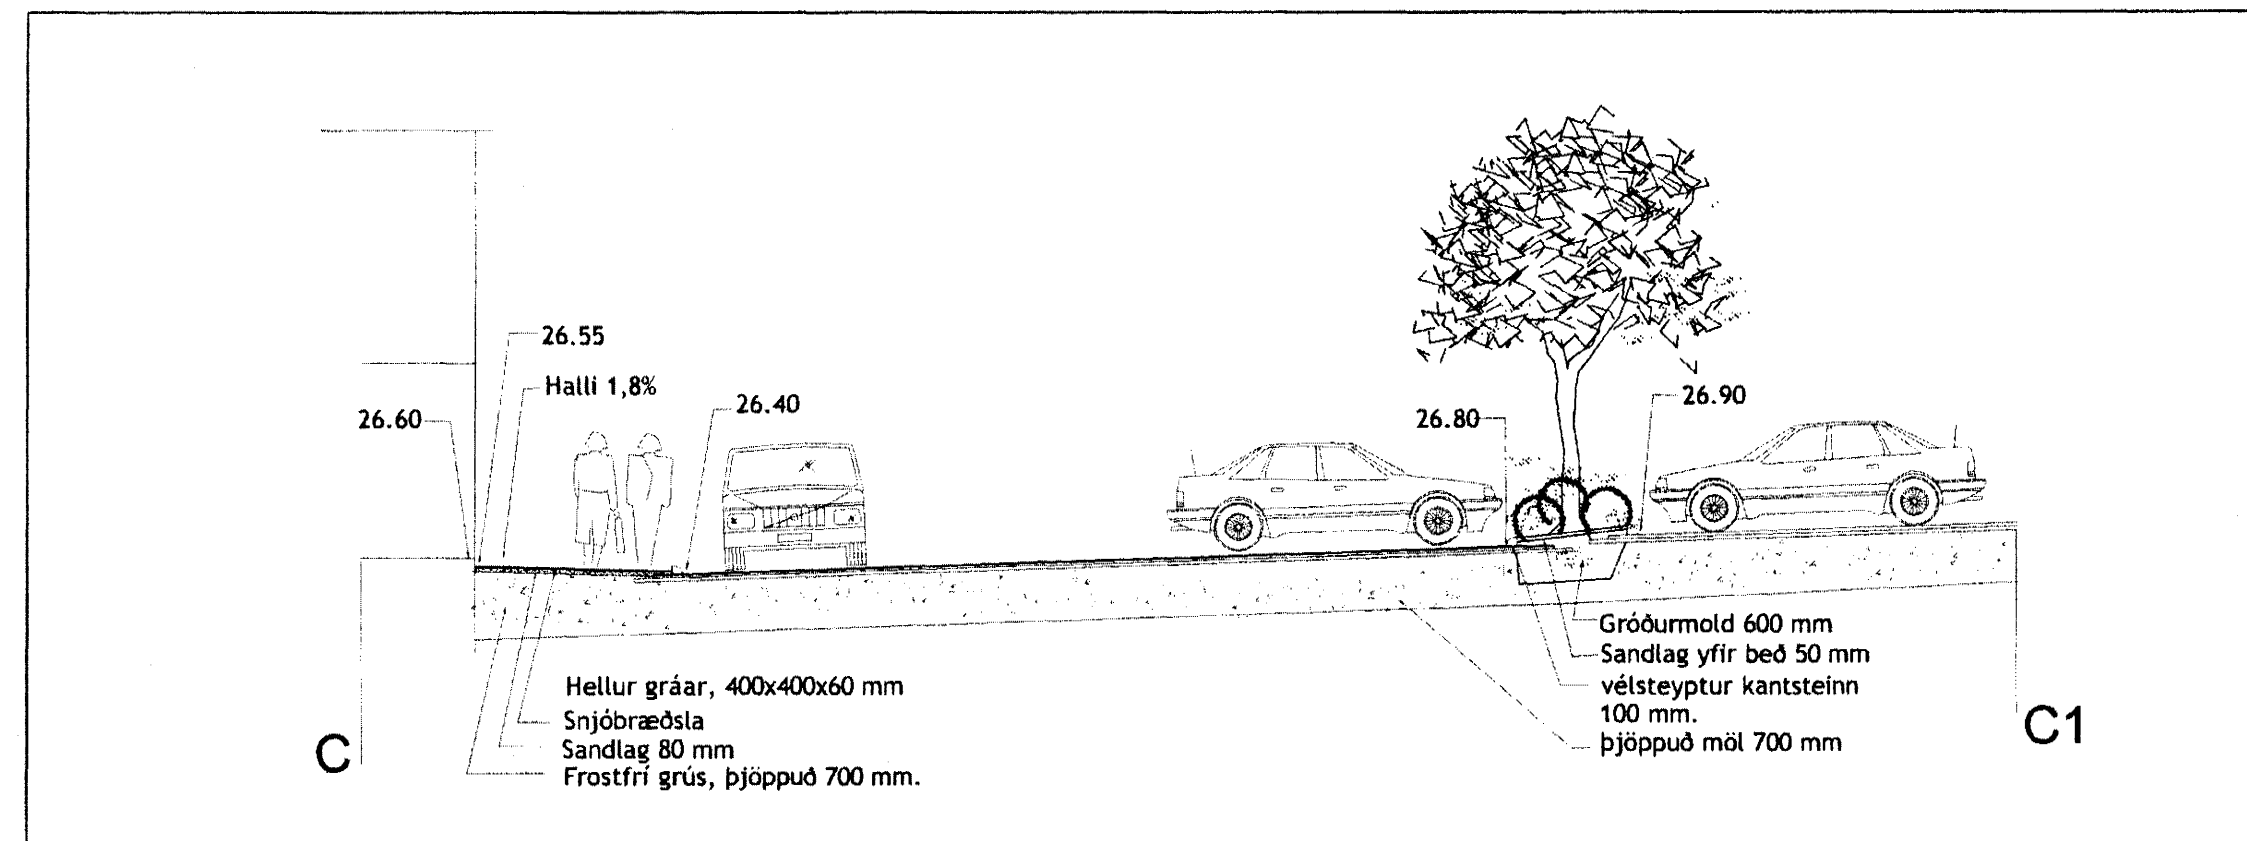 26.55
Halli 1,8%
26.60
26.40
26.80
26.90
Hellur gráar, 400x400x60 mm
Snjóbræðsla
Sandlag 80 mm
Frostfrí grús, þjöppuð 700 mm.
Gróðurmold 600 mm
Sandlag yfir beð 50 mm
vélsteyptur kantsteinn
100 mm.
þjöppuð möl 700 mm
C
C1